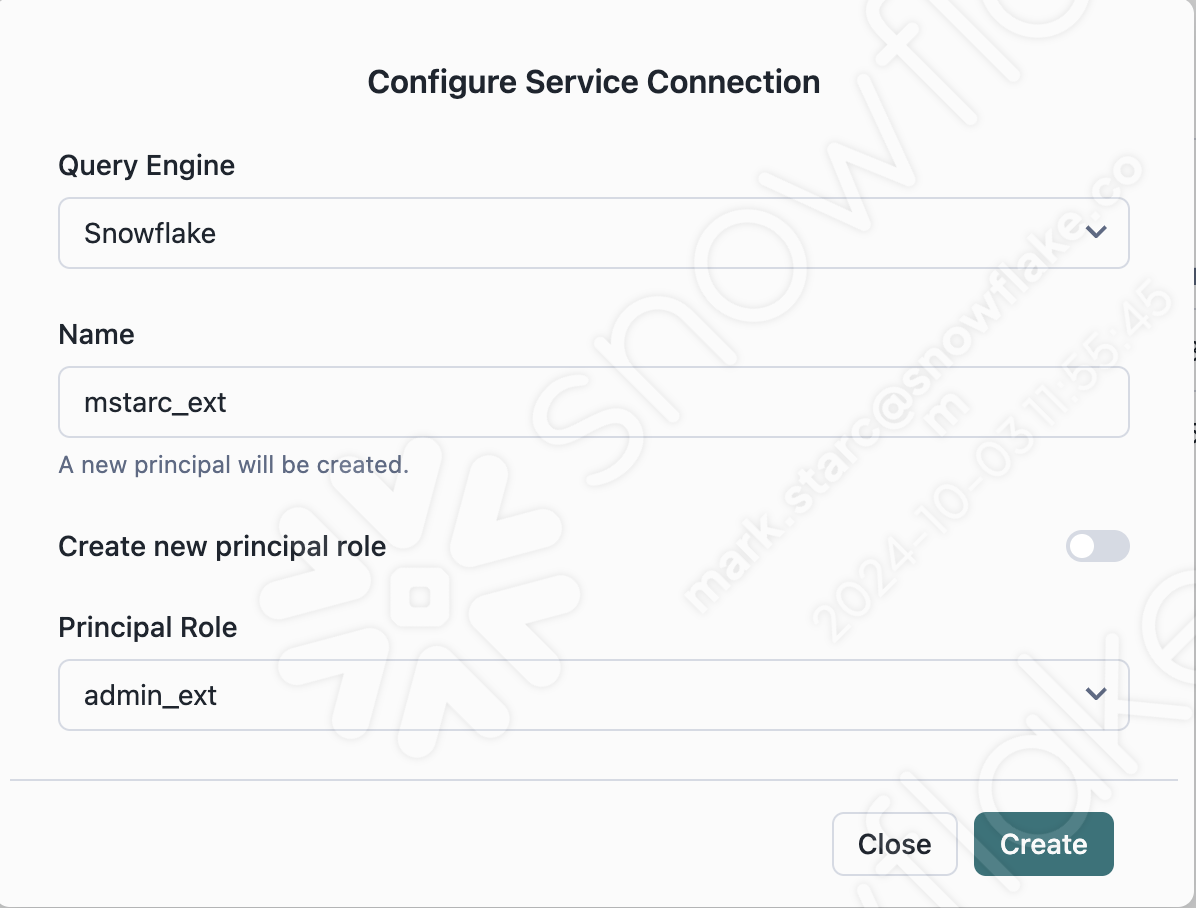 Configure Service Connection
Query Engine
Snowflake
Name
mstarc_ext
A new principal will be created.
Create new principal role
Principal Role
admin_ext
Close
Create
snowflake
mark.starc@snowflake.co
m
2024-10-03 11:55:45